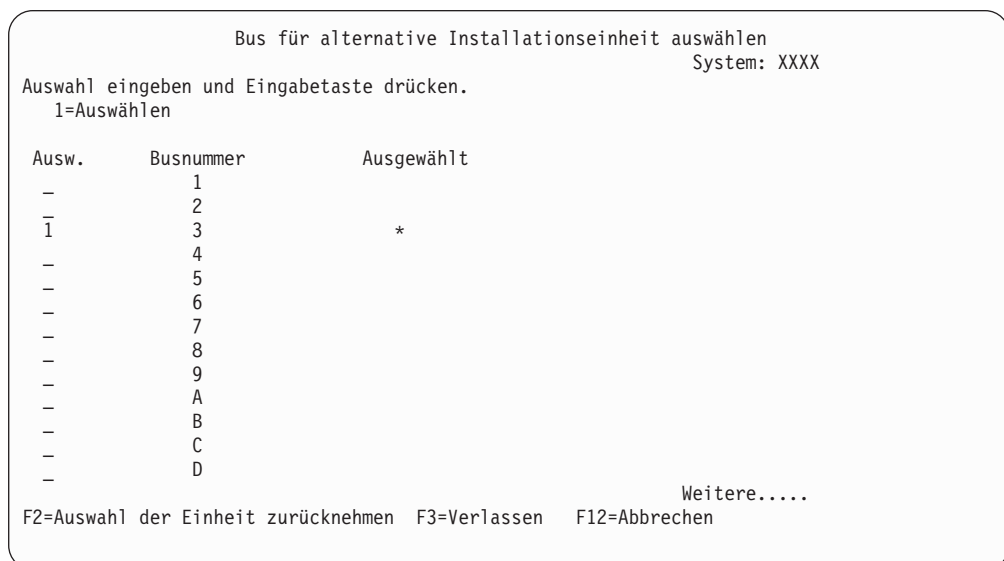 Bus für alternative Installationseinheit auswählen
System: XXXX
Auswahl eingeben und Eingabetaste drücken.
1=Auswählen
Ausw. Busnummer Ausgewählt
_ 1
_ 2
1 3 *
_ 4
_ 5
_ 6
_ 7
_ 8
_ 9
_ A
_ B
_ C
_ D
Weitere.....
F2=Auswahl der Einheit zurücknehmen F3=Verlassen F12=Abbrechen